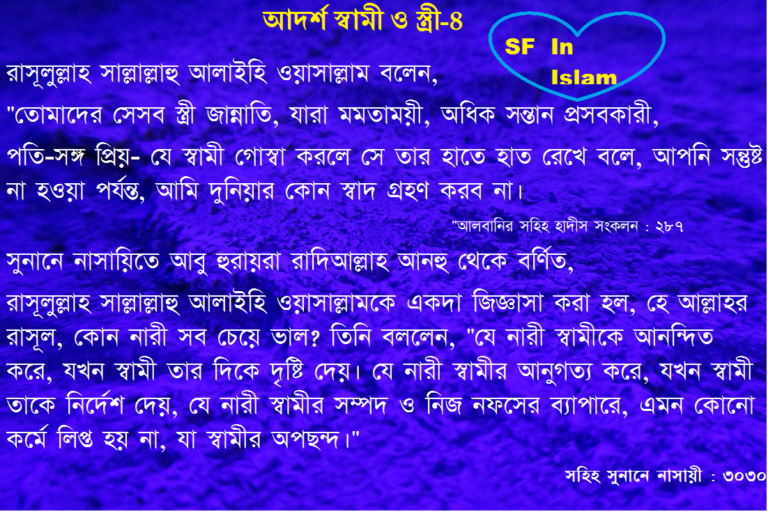 আদর্শ স্বামী ও স্ত্রী-4
SF In
Islam
রাসূলুল্লাহ সাল্লাল্লাহু আলাইহি ওয়াসাল্লাম বলেন,
"তোমাদের সেসব স্ত্রী জান্নাতি, যারা মমতাময়ী, অধিক সন্তান প্রসবকারী,
পতি-সঙ্গ প্রিয়- যে স্বামী গোস্বা করলে সে তার হাতে হাত রেখে বলে, আপনি সন্তুষ্ট
না হওয়া পর্যন্ত, আমি দুনিয়ার কোন স্বাদ গ্রহণ করব না।
"আলবানির সহিহ হাদীস সংকলন : ২৮৭
সুনানে নাসায়িতে আবু হুরায়রা রাদিআল্লাহ আনহু থেকে বর্ণিত,
রাসূলুল্লাহ সাল্লাল্লাহু আলাইহি ওয়াসাল্লামকে একদা জিজ্ঞাসা করা হল, হে আল্লাহর
রাসূল, কোন নারী সব চেয়ে ভাল? তিনি বললেন, "যে নারী স্বামীকে আনন্দিত
করে, যখন স্বামী তার দিকে দৃষ্টি দেয়। যে নারী স্বামীর আনুগত্য করে, যখন স্বামী
তাকে নির্দেশ দেয়, যে নারী স্বামীর সম্পদ ও নিজ নফসের ব্যাপারে, এমন কোনো
কর্মে লিপ্ত হয় না, যা স্বামীর অপছন্দ।"
সহিহ সুনানে নাসায়ী : ৩০৩০